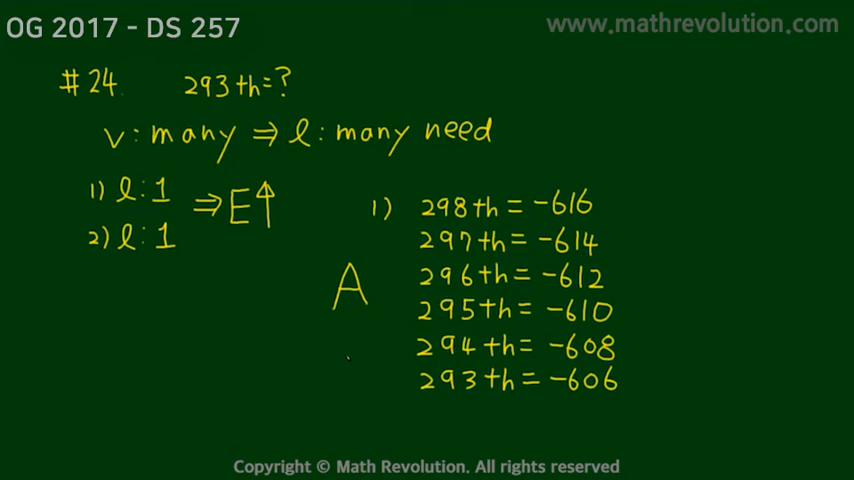 OG 2017 - DS 257
www.mathrevolution.com
#24 293th=?
v: many ⇒ l: many need
1) l: 1
2) l: 1
⇒ E↑
1) 298th = -616
297th = -614
296th = -612
A
295th = -610
294th = -608
293th = -606
Copyright © Math Revolution. All rights reserved